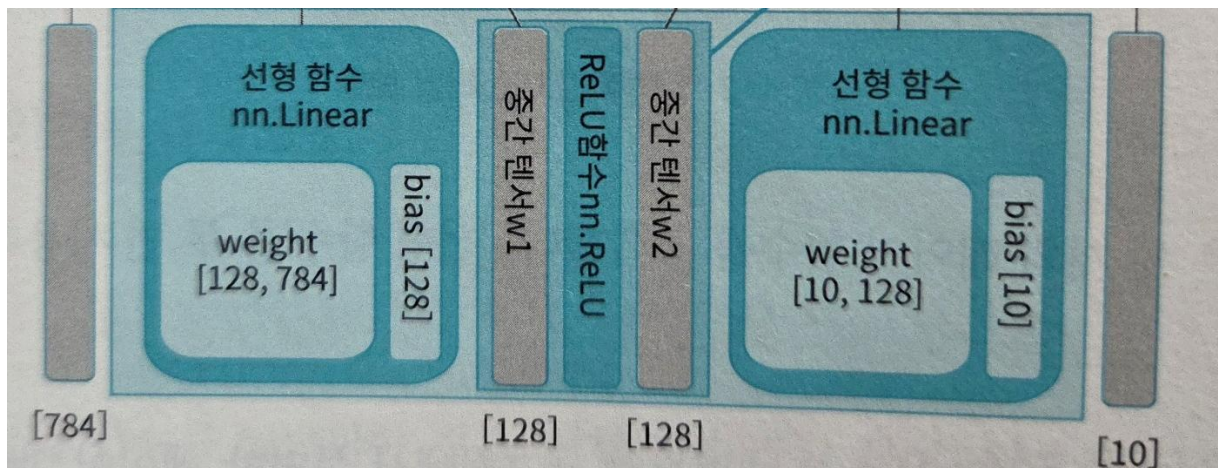 선형 함수
nn.Linear
weight
[128, 784]
bias [128]
중간 텐서w1
ReLU함수nn.ReLU
중간 텐서w2
선형 함수
nn.Linear
weight
[10, 128]
bias [10]
[784]
[128]
[128]
[10]